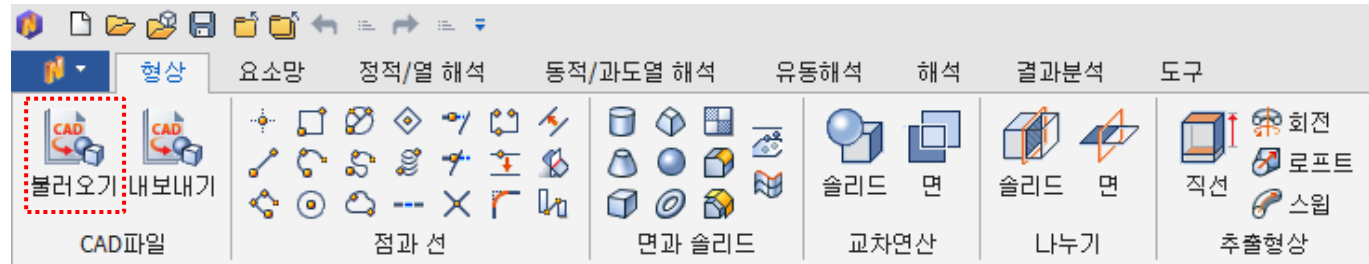 형상 요소망 정적/열 해석 동적/과도열 해석 유동해석 해석 결과분석 도구
CAD CAD
불러오기 내보내기
솔리드 면
솔리드 면
직선
회전
로프트
스윕
CAD파일 점과 선 면과 솔리드 교차연산 나누기 추출형상